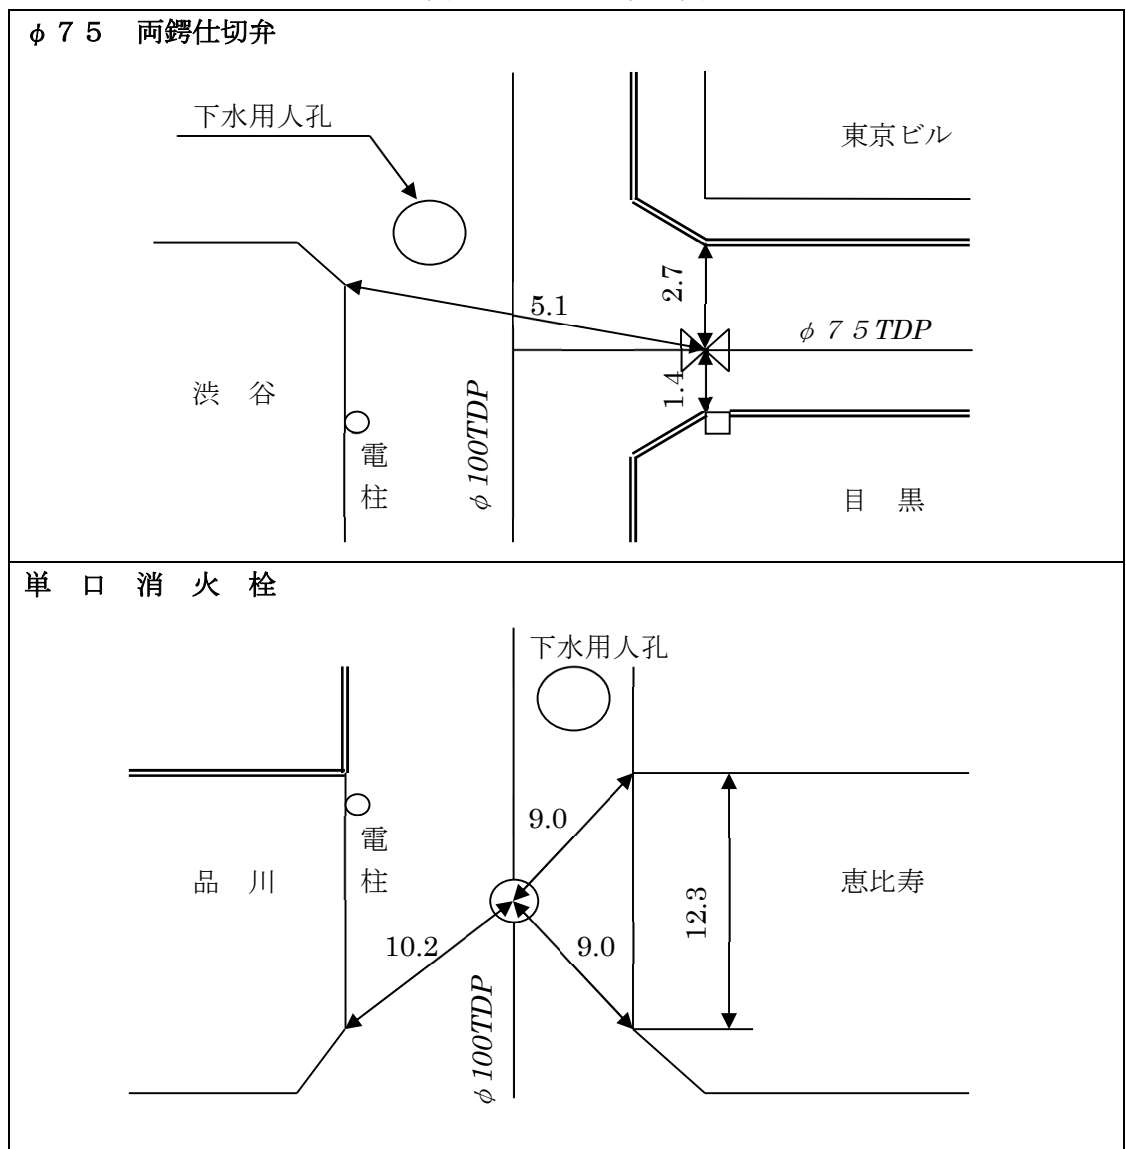 φ７５　両鍔仕切弁
下水用人孔
東京ビル
2.7
5.1
φ７５TDP
1.4
渋　谷
電柱
φ100TDP
目　黒
単　口　消　火　栓
下水用人孔
9.0
電柱
品　川
恵比寿
12.3
10.2
9.0
φ100TDP